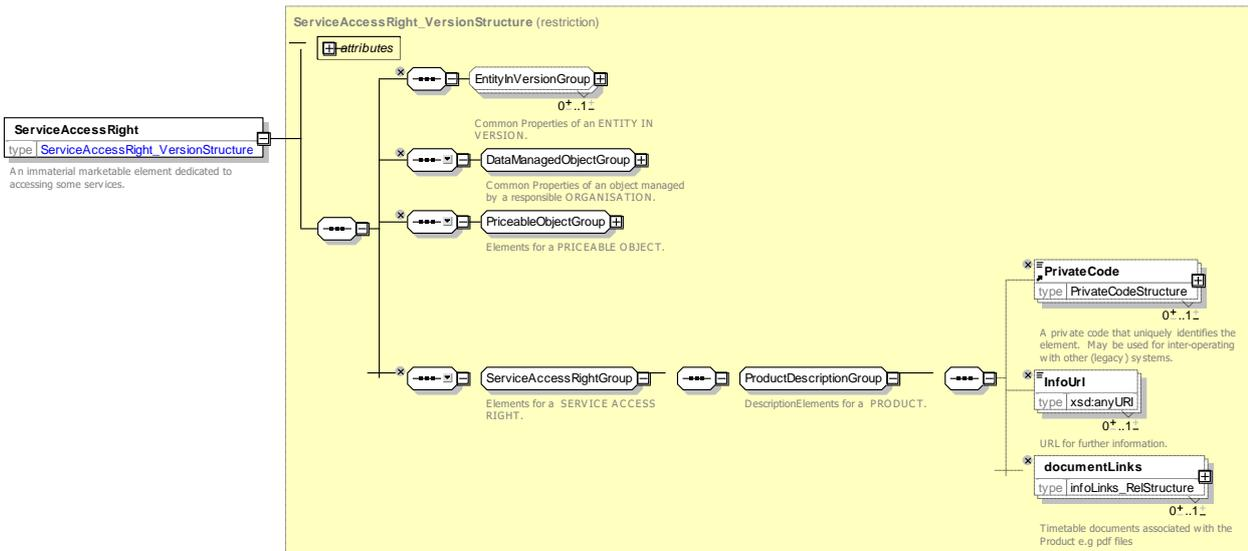 ServiceAccessRight_VersionStructure (restriction)
attributes
EntityInVersionGroup
0..1
Common Properties of an ENTITY IN
VERSION.
ServiceAccessRight
type ServiceAccessRight_VersionStructure
An immaterial marketable element dedicated to
accessing some services.
DataManagedObjectGroup
Common Properties of an object managed
by a responsible ORGANISATION.
PriceableObjectGroup
Elements for a PRICEABLE OBJECT.
PrivateCode
type PrivateCodeStructure
0..1
A private code that uniquely identifies the
element. May be used for inter-operating
with other (legacy) systems.
ServiceAccessRightGroup
Elements for a SERVICE ACCESS
RIGHT.
ProductDescriptionGroup
DescriptionElements for a PRODUCT.
InfoUrl
type xsd:anyURI
0..1
URL for further information.
documentLinks
type infoLinks_RelStructure
0..1
Timetable documents associated with the
Product e.g pdf files